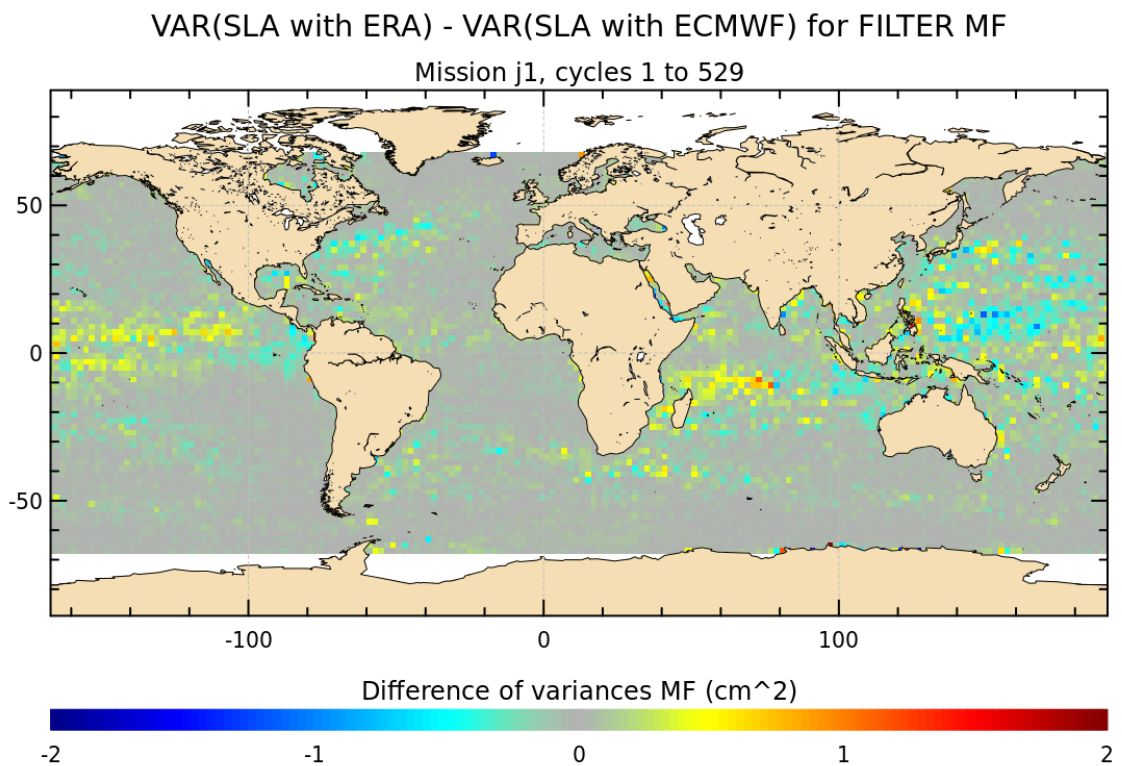 VAR(SLA with ERA) - VAR(SLA with ECMWF) for FILTER MF
Mission j1, cycles 1 to 529
50
0
-50
-100 0 100
Difference of variances MF (cm^2)
-2 -1 0 1 2